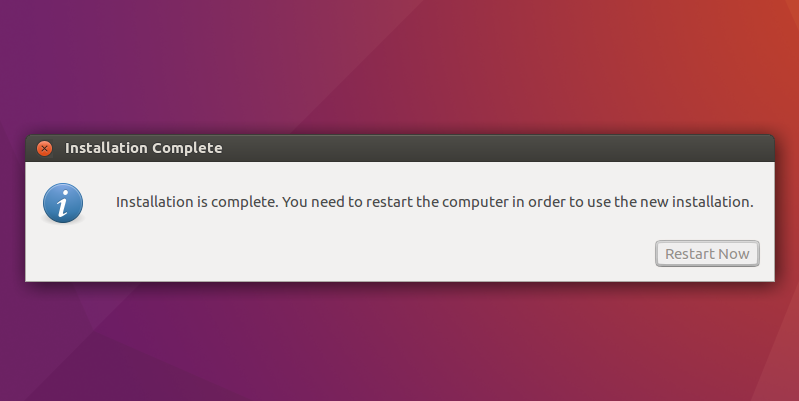 Installation Complete
Installation is complete. You need to restart the computer in order to use the new installation.
Restart Now